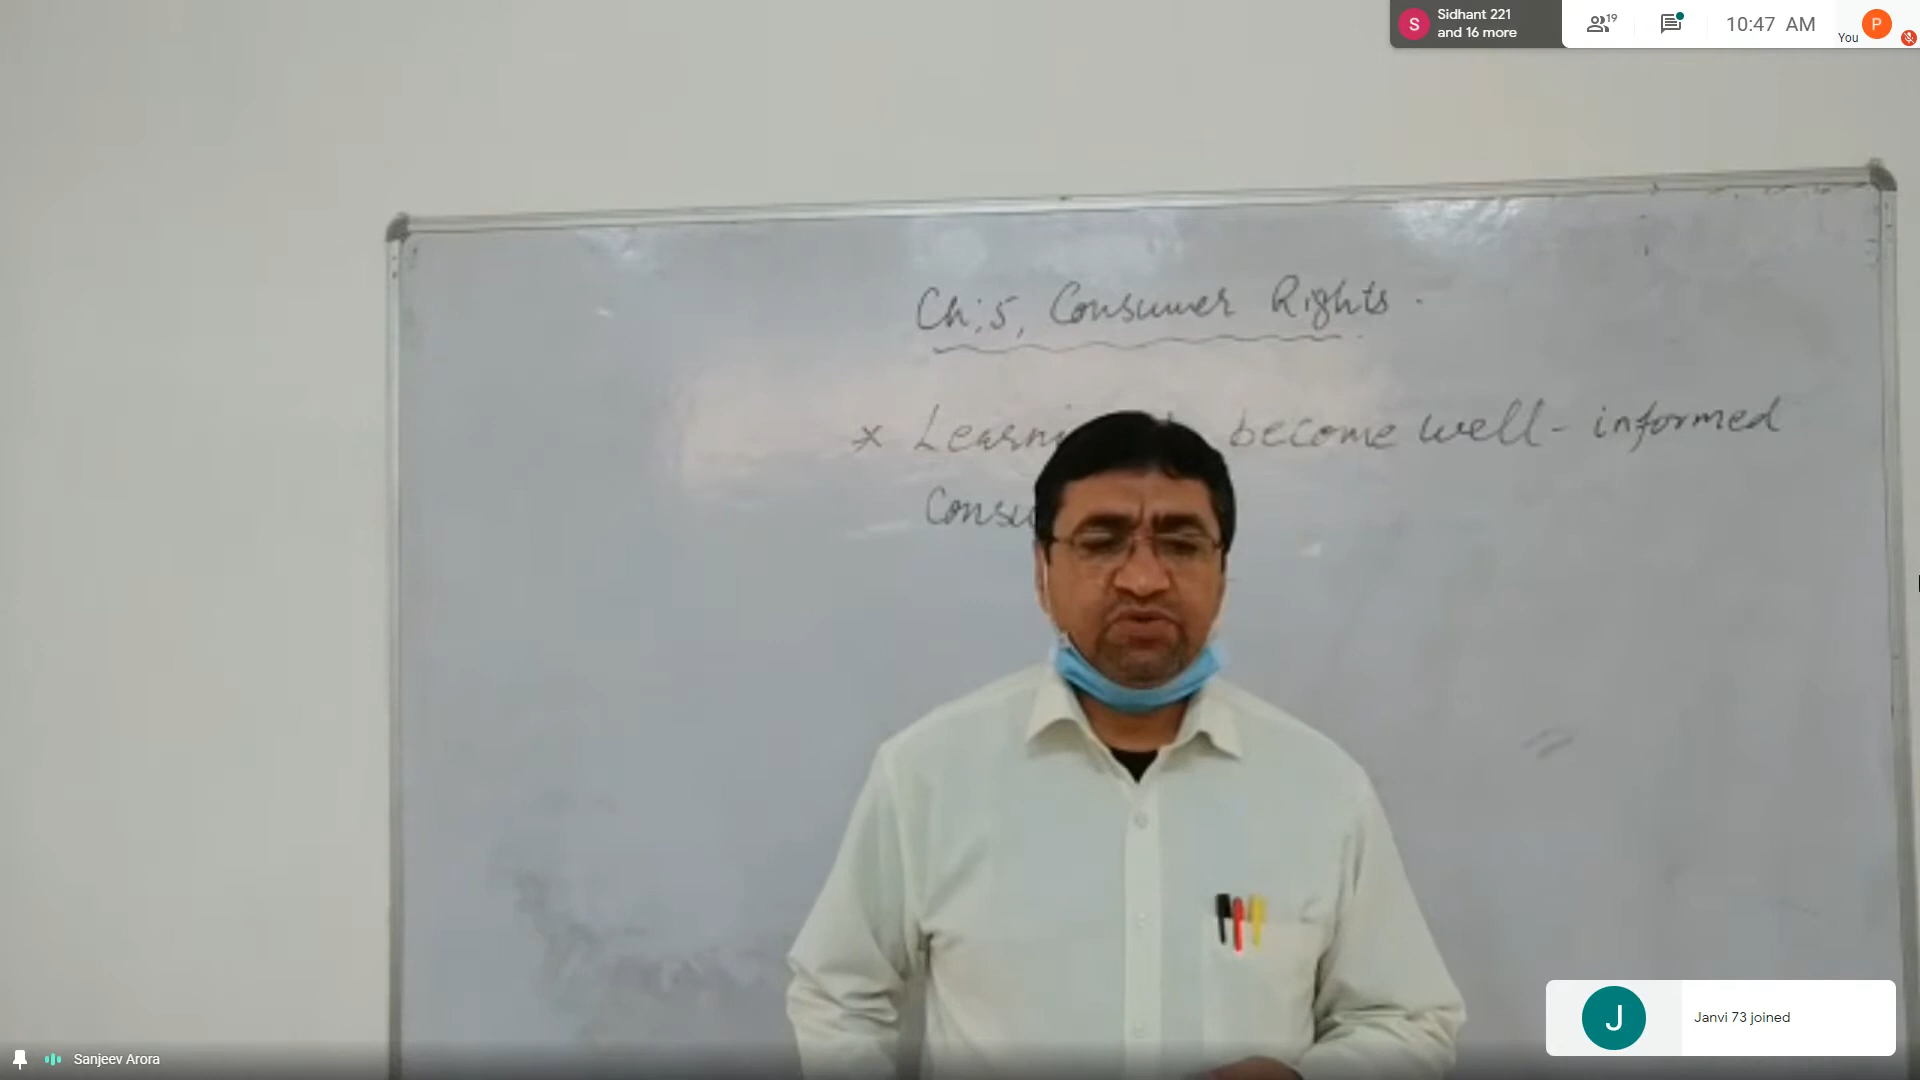 Sidhant 221
and 16 more
19
10:47 AM
You
P
S
Ch: 5, Consumer Rights.
* Learni become well-informed
Consu
J
Janvi 73 joined
Sanjeev Arora